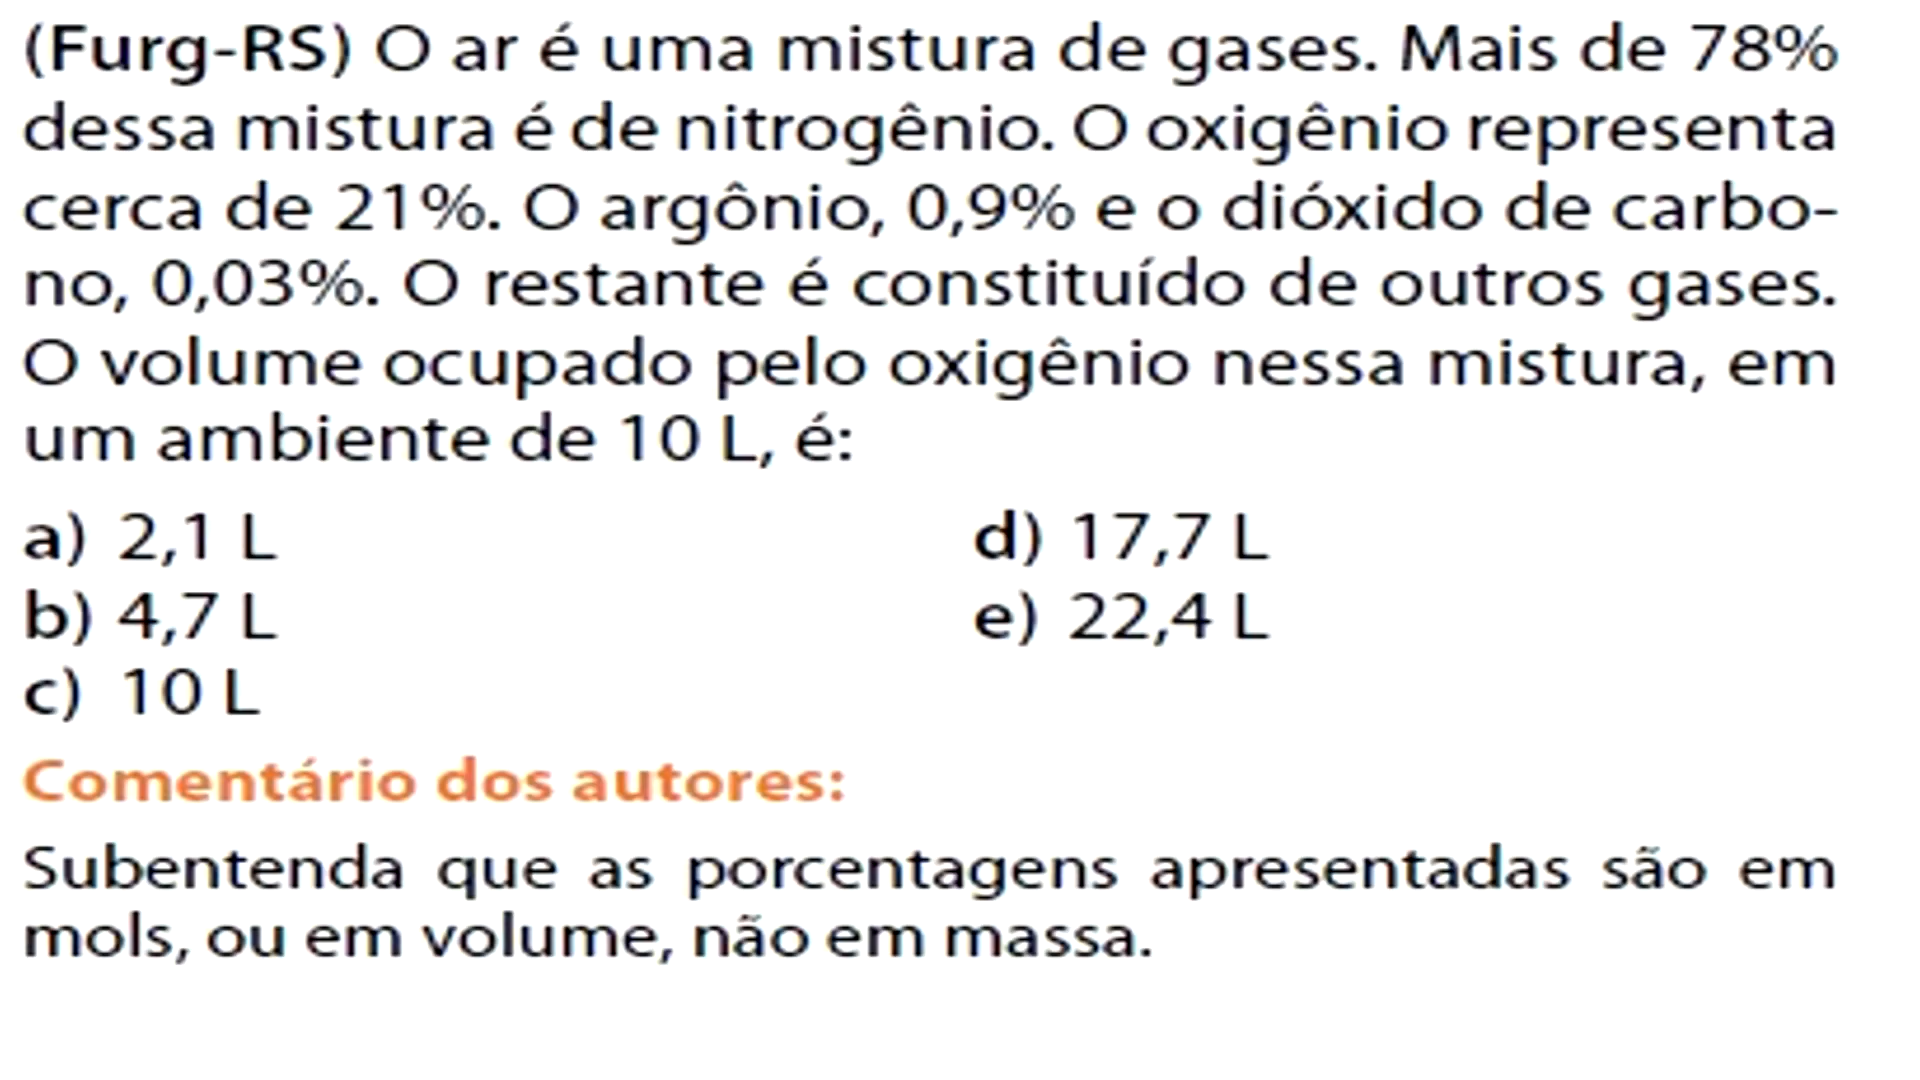 (Furg-RS) O ar é uma mistura de gases. Mais de 78%
dessa mistura é de nitrogênio. O oxigênio representa
cerca de 21%. O argônio, 0,9% e o dióxido de carbo-
no, 0,03%. O restante é constituído de outros gases.
O volume ocupado pelo oxigênio nessa mistura, em
um ambiente de 10 L, é:
a) 2,1 L
b) 4,7 L
c) 10 L
d) 17,7 L
e) 22,4 L
Comentário dos autores:
Subentenda que as porcentagens apresentadas são em
mols, ou em volume, não em massa.